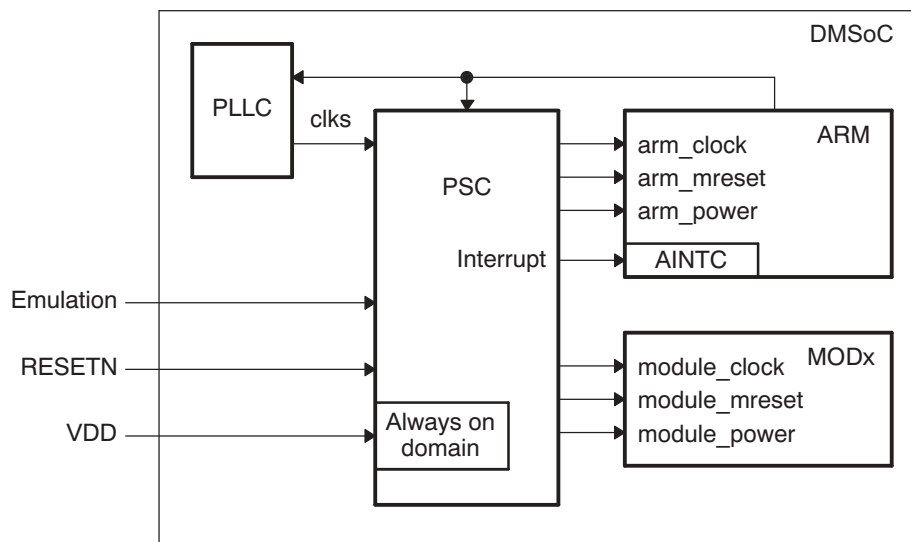 DMSoC
PLLC
clks
PSC
ARM
arm_clock
arm_mreset
arm_power
Interrupt
AINTC
Emulation
RESETN
VDD
Always on
domain
MODx
module_clock
module_mreset
module_power